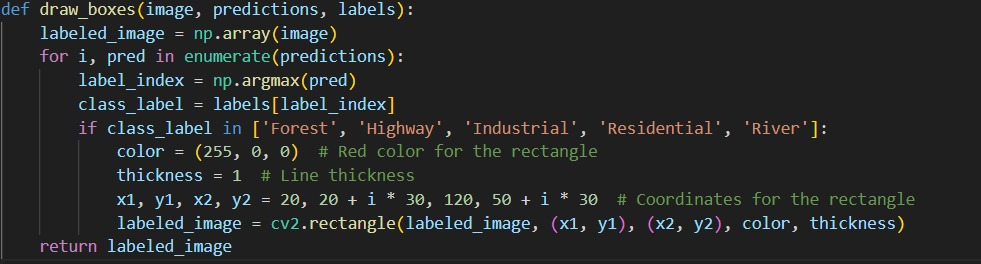 def draw_boxes(image, predictions, labels):
    labeled_image = np.array(image)
    for i, pred in enumerate(predictions):
        label_index = np.argmax(pred)
        class_label = labels[label_index]
        if class_label in ['Forest', 'Highway', 'Industrial', 'Residential', 'River']:
            color = (255, 0, 0)  # Red color for the rectangle
            thickness = 1  # Line thickness
            x1, y1, x2, y2 = 20, 20 + i * 30, 120, 50 + i * 30  # Coordinates for the rectangle
            labeled_image = cv2.rectangle(labeled_image, (x1, y1), (x2, y2), color, thickness)
    return labeled_image